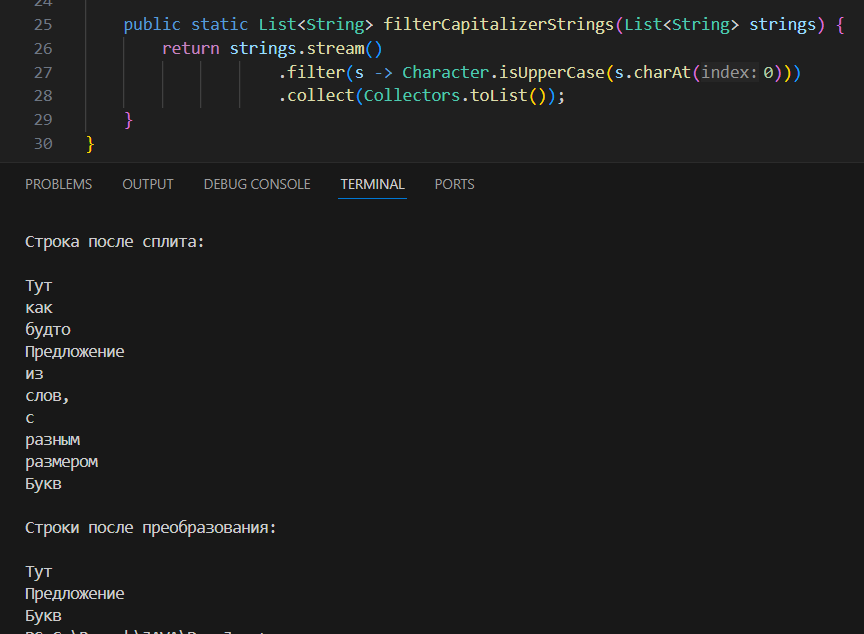 24
25 public static List<String> filterCapitalizerStrings(List<String> strings) {
26 return strings.stream()
27 .filter(s -> Character.isUpperCase(s.charAt(index: 0)))
28 .collect(Collectors.toList());
29 }
30 }
PROBLEMS OUTPUT DEBUG CONSOLE TERMINAL PORTS
Строка после сплита:
Тут
как
будто
Предложение
из
слов,
с
разным
размером
Букв
Строки после преобразования:
Тут
Предложение
Букв